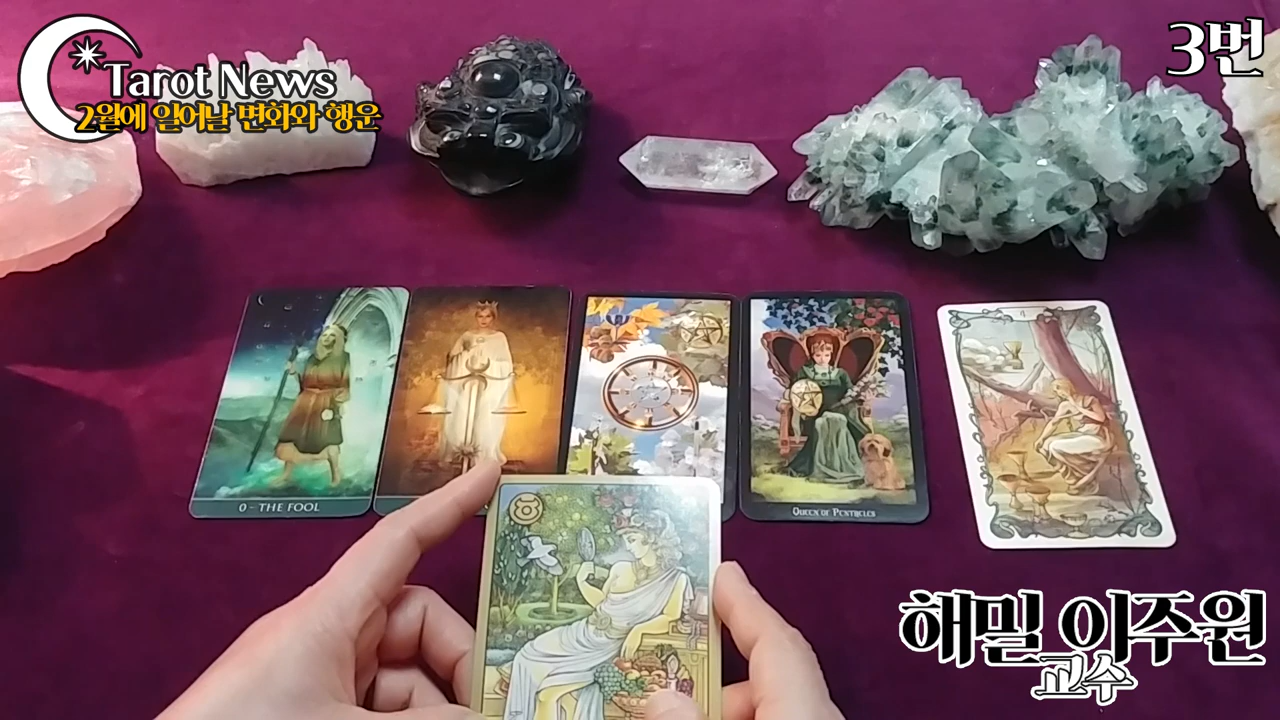 Tarot News
2월에 일어날 변화와 행운
3번
0 - THE FOOL
QUEEN OF PENTACLES
해밀 이주원
교수